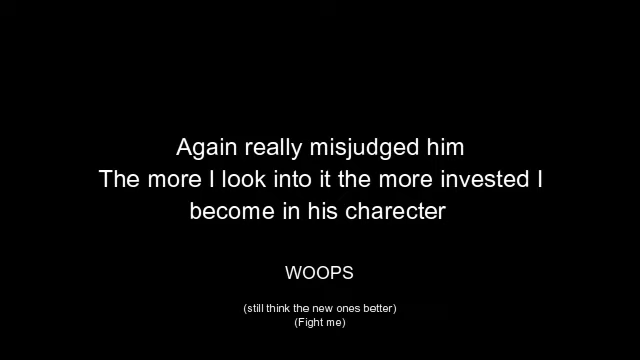 Again really misjudged him
The more I look into it the more invested I
become in his charecter
WOOPS
(still think the new ones better)
(Fight me)